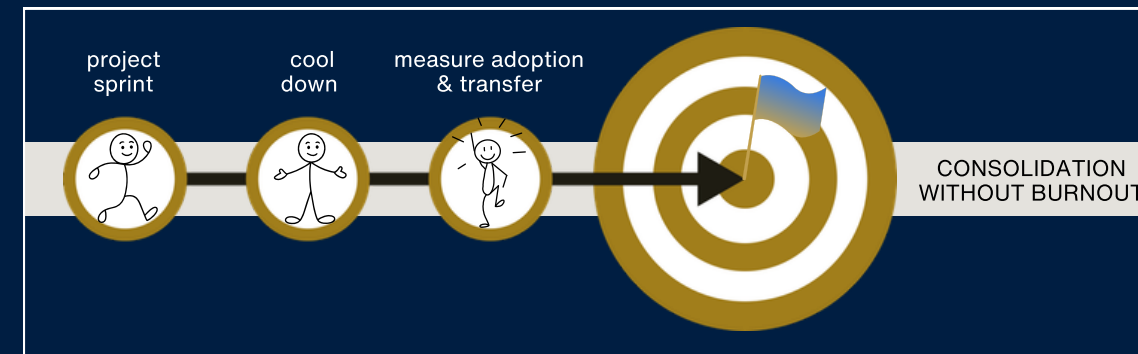 project
sprint
cool
down
measure adoption
& transfer
CONSOLIDATION
WITHOUT BURNOUT